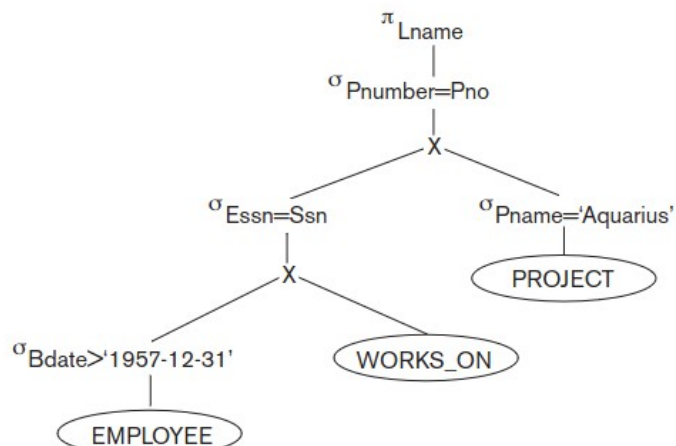 π Lname
σ Pnumber=Pno
X
σ Essn=Ssn
σ Pname=‘Aquarius’
X
PROJECT
σ Bdate>‘1957-12-31’
WORKS_ON
EMPLOYEE